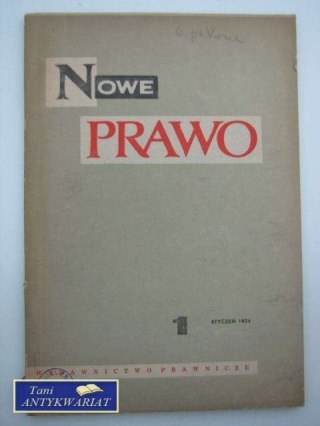 NOWE
PRAWO
1
STYCZEŃ 1974
WYDAWNICTWO PRAWNICZE
Tani
ANTYKWARIAT